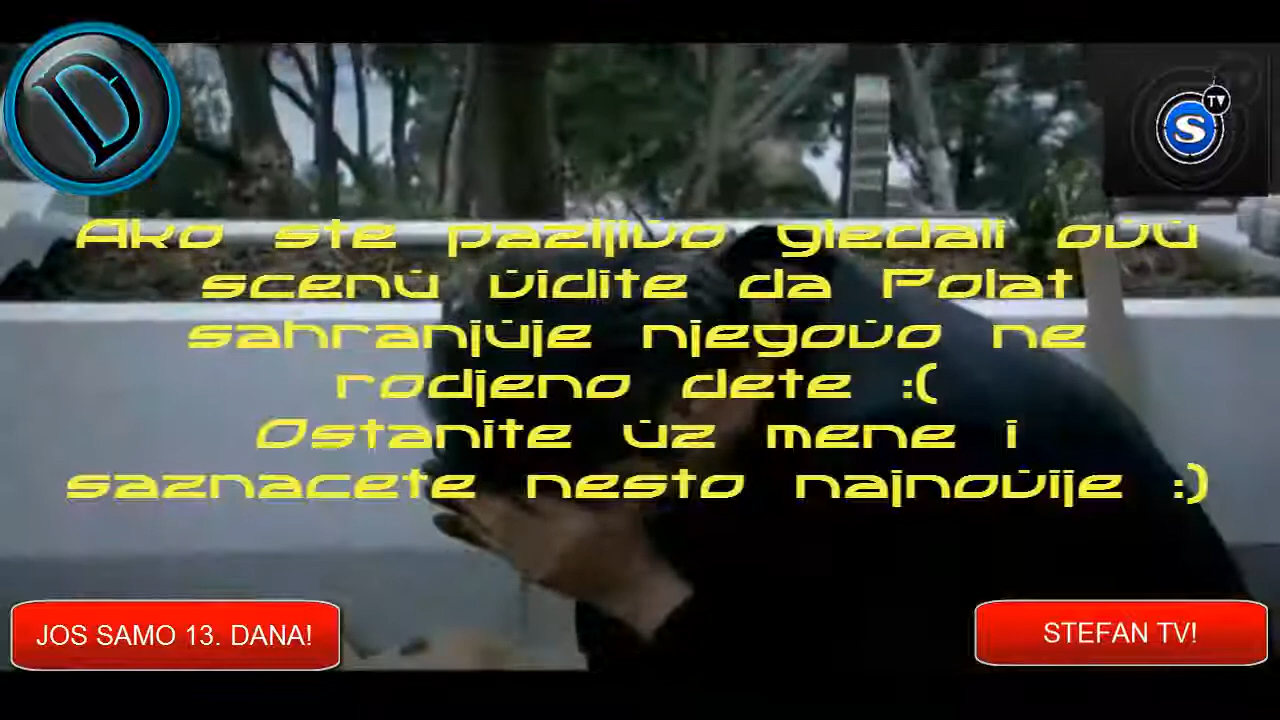 D
TV
S
Ako ste pazljivo gledali ovu
scenu vidite da Polat
sahranjuje njegovo ne
rodjeno dete :(
Ostanite uz mene i
saznacete nesto najnovije :)
JOS SAMO 13. DANA!
STEFAN TV!